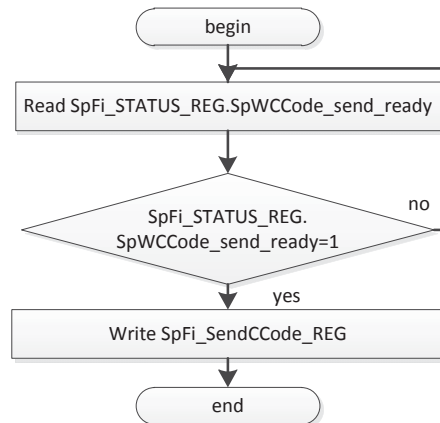 begin
Read SpFi_STATUS_REG.SpWCCode_send_ready
SpFi_STATUS_REG.
SpWCCode_send_ready=1
no
yes
Write SpFi_SendCCode_REG
end